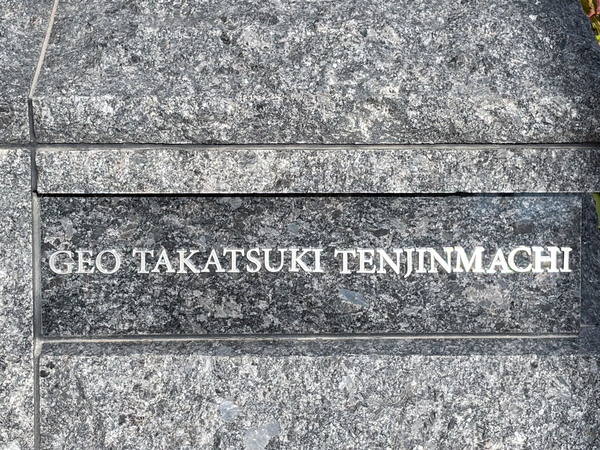 GEO TAKATSUKI TENJINMACHI